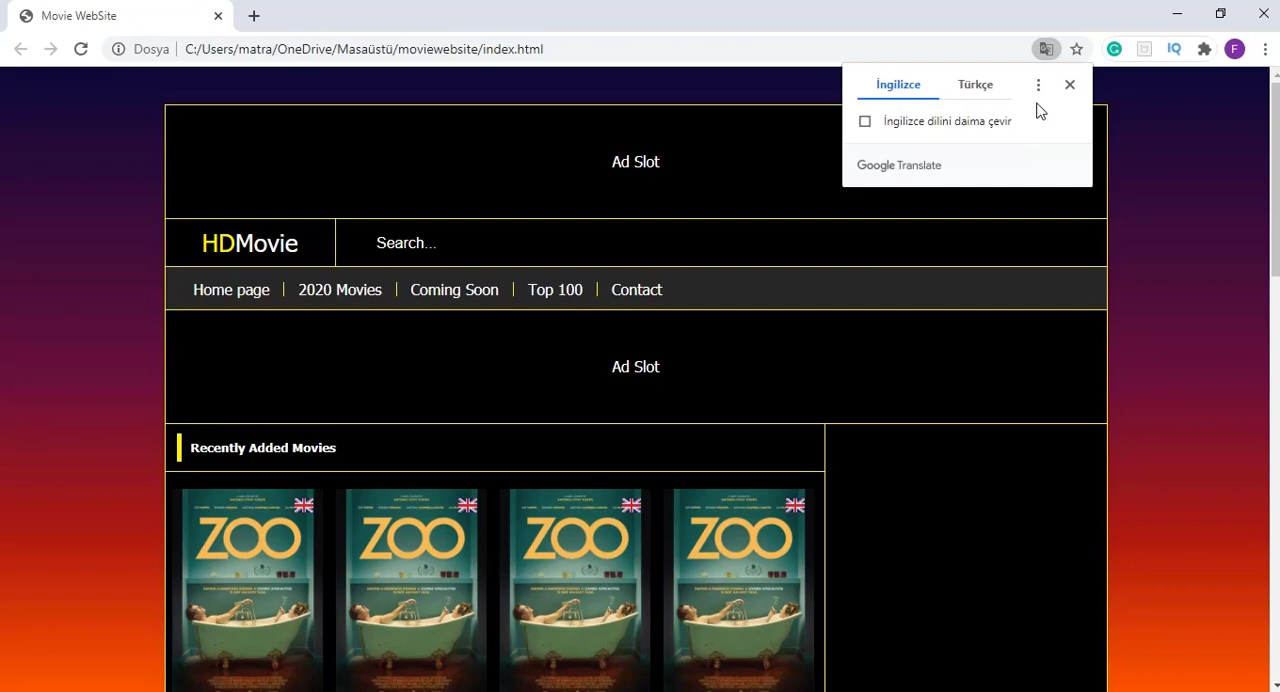 Movie WebSite
Dosya
C:/Users/matra/OneDrive/Masaüstü/moviewebsite/index.html
IQ
F
İngilizce Türkçe
İngilizce dilini daima çevir
Google Translate
Ad Slot
HDMovie
Search...
Home page
2020 Movies
Coming Soon
Top 100
Contact
Ad Slot
Recently Added Movies
ZOO
ZOO
ZOO
ZOO